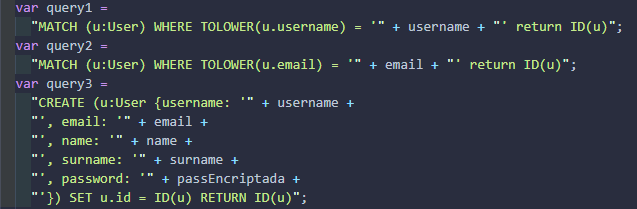 var query1 =
"MATCH (u:User) WHERE TOLOWER(u.username) = '" + username + "' return ID(u)";
var query2 =
"MATCH (u:User) WHERE TOLOWER(u.email) = '" + email + "' return ID(u)";
var query3 =
"CREATE (u:User {username: '" + username +
"', email: '" + email +
"', name: '" + name +
"', surname: '" + surname +
"', password: '" + passEncriptada +
"'}) SET u.id = ID(u) RETURN ID(u)";